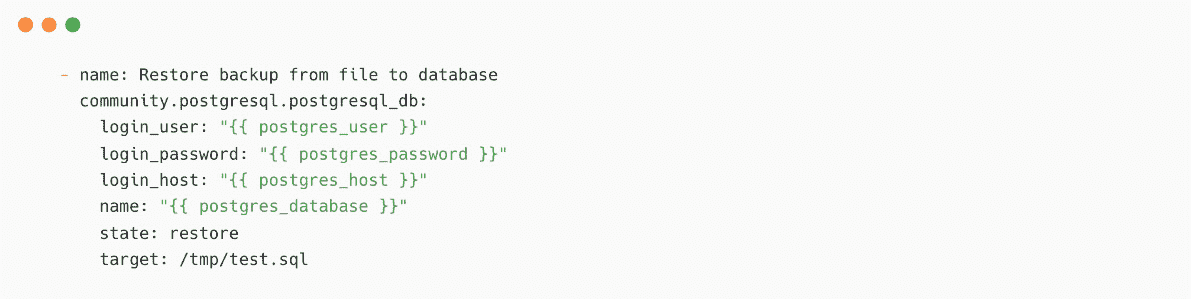 - name: Restore backup from file to database
community.postgresql.postgresql_db:
login_user: "{{ postgres_user }}"
login_password: "{{ postgres_password }}"
login_host: "{{ postgres_host }}"
name: "{{ postgres_database }}"
state: restore
target: /tmp/test.sql